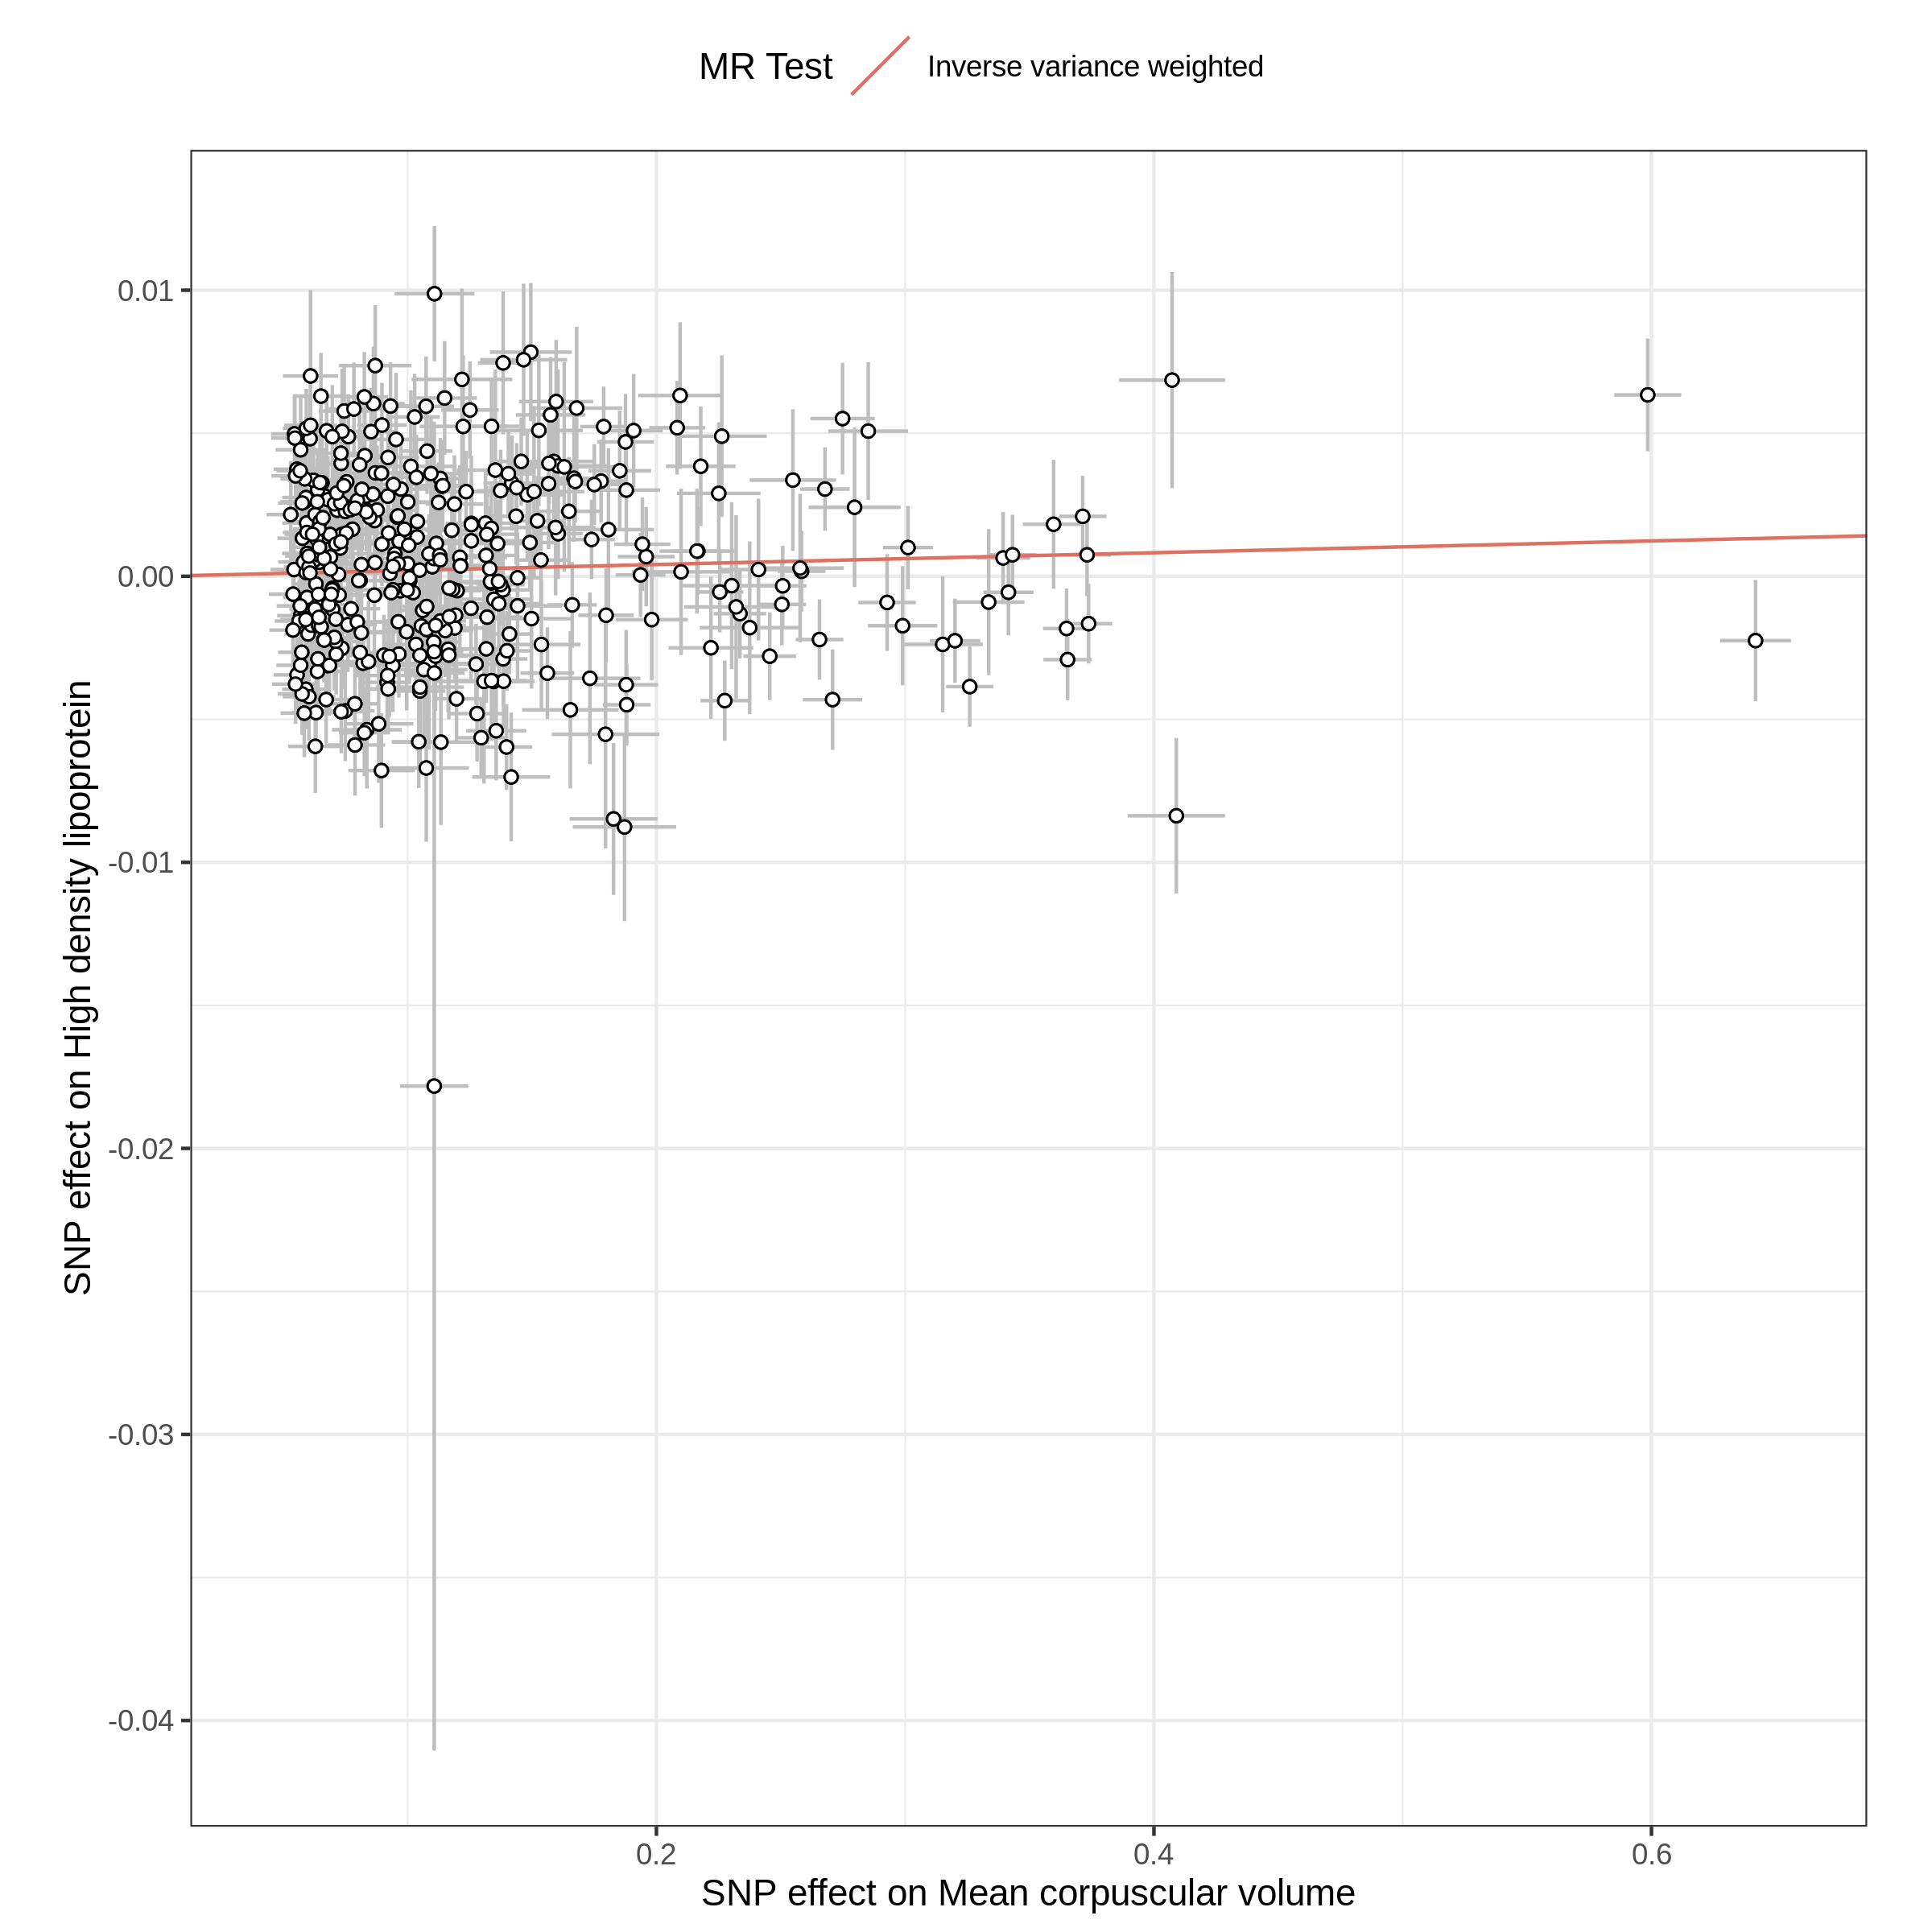 MR Test
Inverse variance weighted
0.01
0.00
-0.01
-0.02
-0.03
-0.04
SNP effect on High density lipoprotein
0.2
0.4
0.6
SNP effect on Mean corpuscular volume